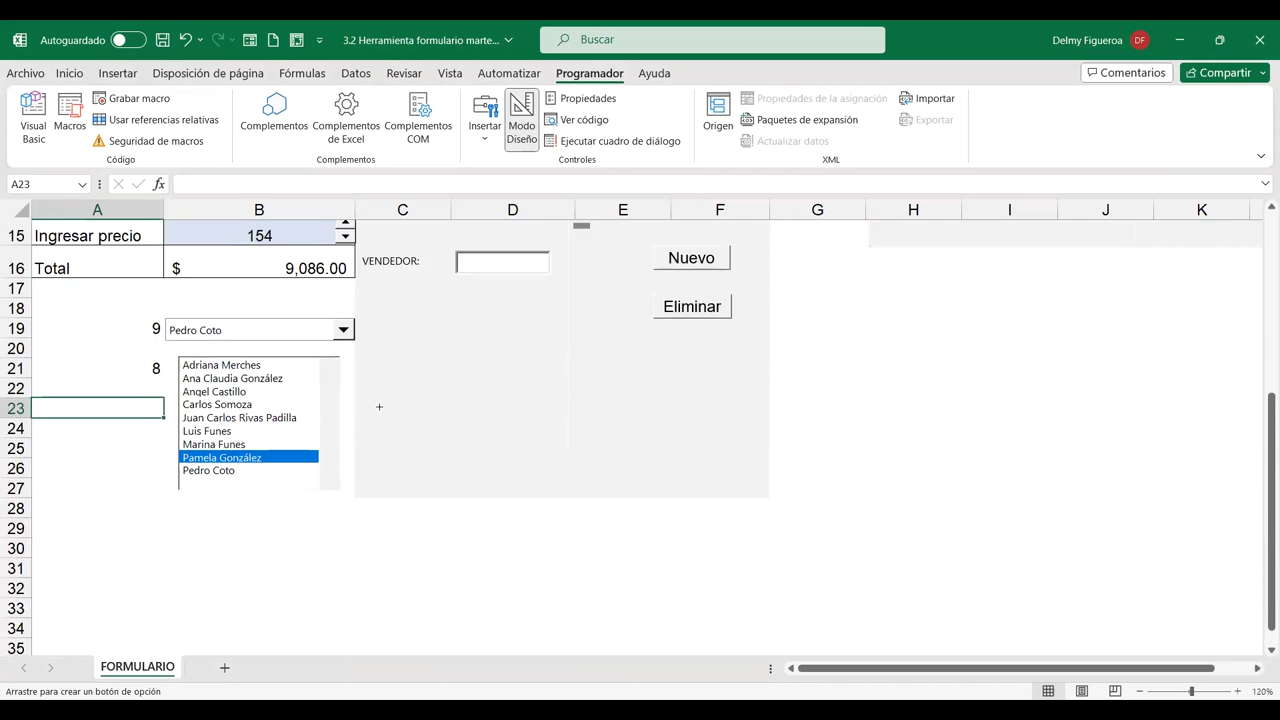 Autoguardado
3.2 Herramienta formulario marte...
Buscar
Delmy Figueroa
DF
Archivo Inicio Insertar Disposición de página Fórmulas Datos Revisar Vista Automatizar Programador Ayuda
Comentarios
Compartir
Visual Basic
Macros
Grabar macro
Usar referencias relativas
Seguridad de macros
Código
Complementos
Complementos de Excel
Complementos COM
Complementos
Insertar
Modo Diseño
Propiedades
Ver código
Ejecutar cuadro de diálogo
Controles
Origen
Propiedades de la asignación
Paquetes de expansión
Actualizar datos
Importar
Exportar
XML
A23
fx
A B C D E F G H I J K
15 Ingresar precio 154
16 Total $ 9,086.00
VENDEDOR:
Nuevo
17
Eliminar
18
19 9 Pedro Coto
20
21 8
Adriana Merches
Ana Claudia González
22
Angel Castillo
23
Carlos Somoza
Juan Carlos Rivas Padilla
24
Luis Funes
25
Marina Funes
Pamela González
26
Pedro Coto
27
28
29
30
31
32
33
34
35
FORMULARIO
Arrastre para crear un botón de opción
120%